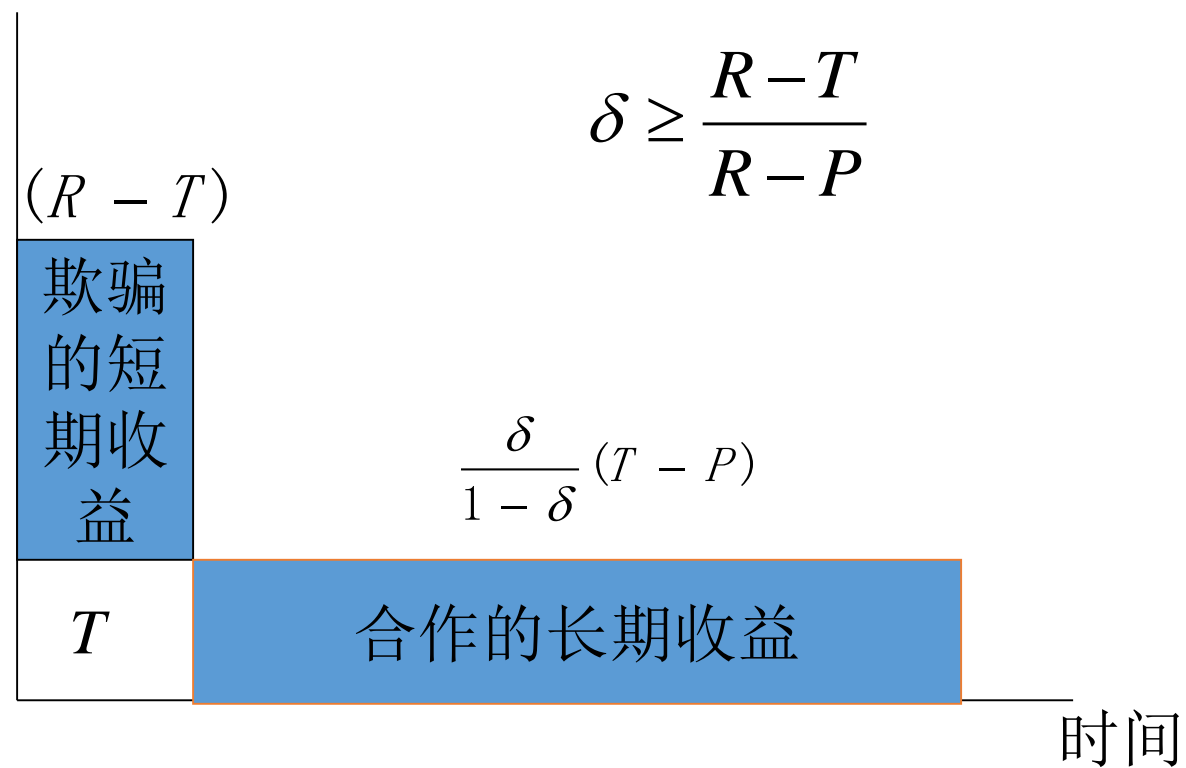 δ ≥ (R − T) / (R − P)
(R − T)
欺骗
的短
期收
益
δ / (1 − δ) (T − P)
T
合作的长期收益
时间